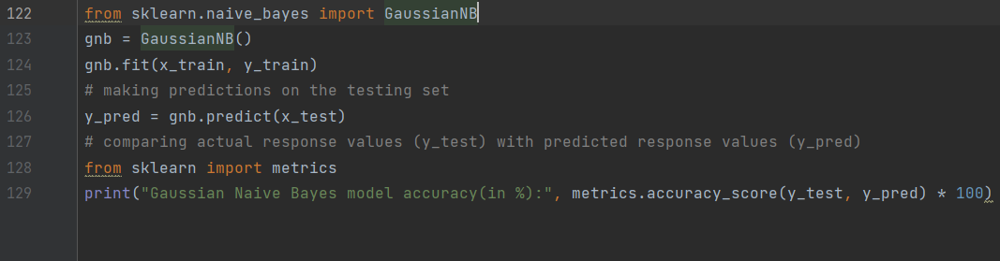 122 from sklearn.naive_bayes import GaussianNB
123 gnb = GaussianNB()
124 gnb.fit(x_train, y_train)
125 # making predictions on the testing set
126 y_pred = gnb.predict(x_test)
127 # comparing actual response values (y_test) with predicted response values (y_pred)
128 from sklearn import metrics
129 print("Gaussian Naive Bayes model accuracy(in %):", metrics.accuracy_score(y_test, y_pred) * 100)